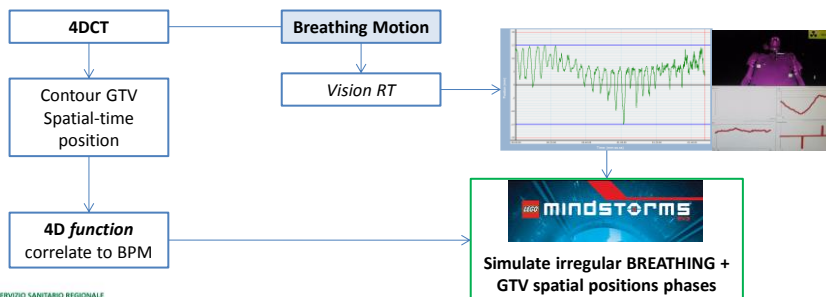 4DCT
Breathing Motion
Contour GTV
Spatial-time
position
Vision RT
4D function
correlate to BPM
LEGO mindstorms
Simulate irregular BREATHING +
GTV spatial positions phases
ERVIZIO SANITARIO REGIONALE